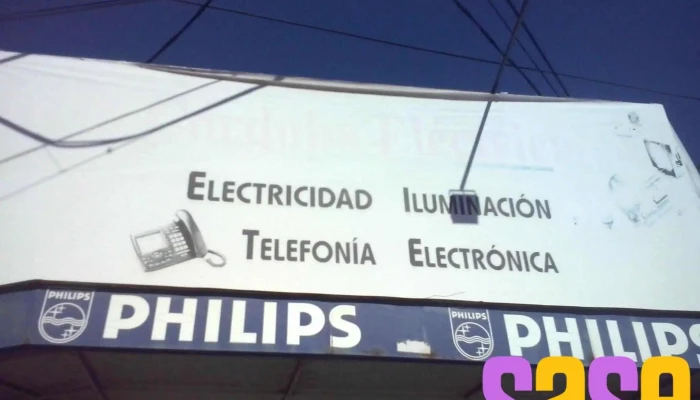 ELECTRICIDAD ILUMINACIÓN
TELEFONÍA ELECTRÓNICA
PHILIPS PHILIPS PHILIPS PHILIPS